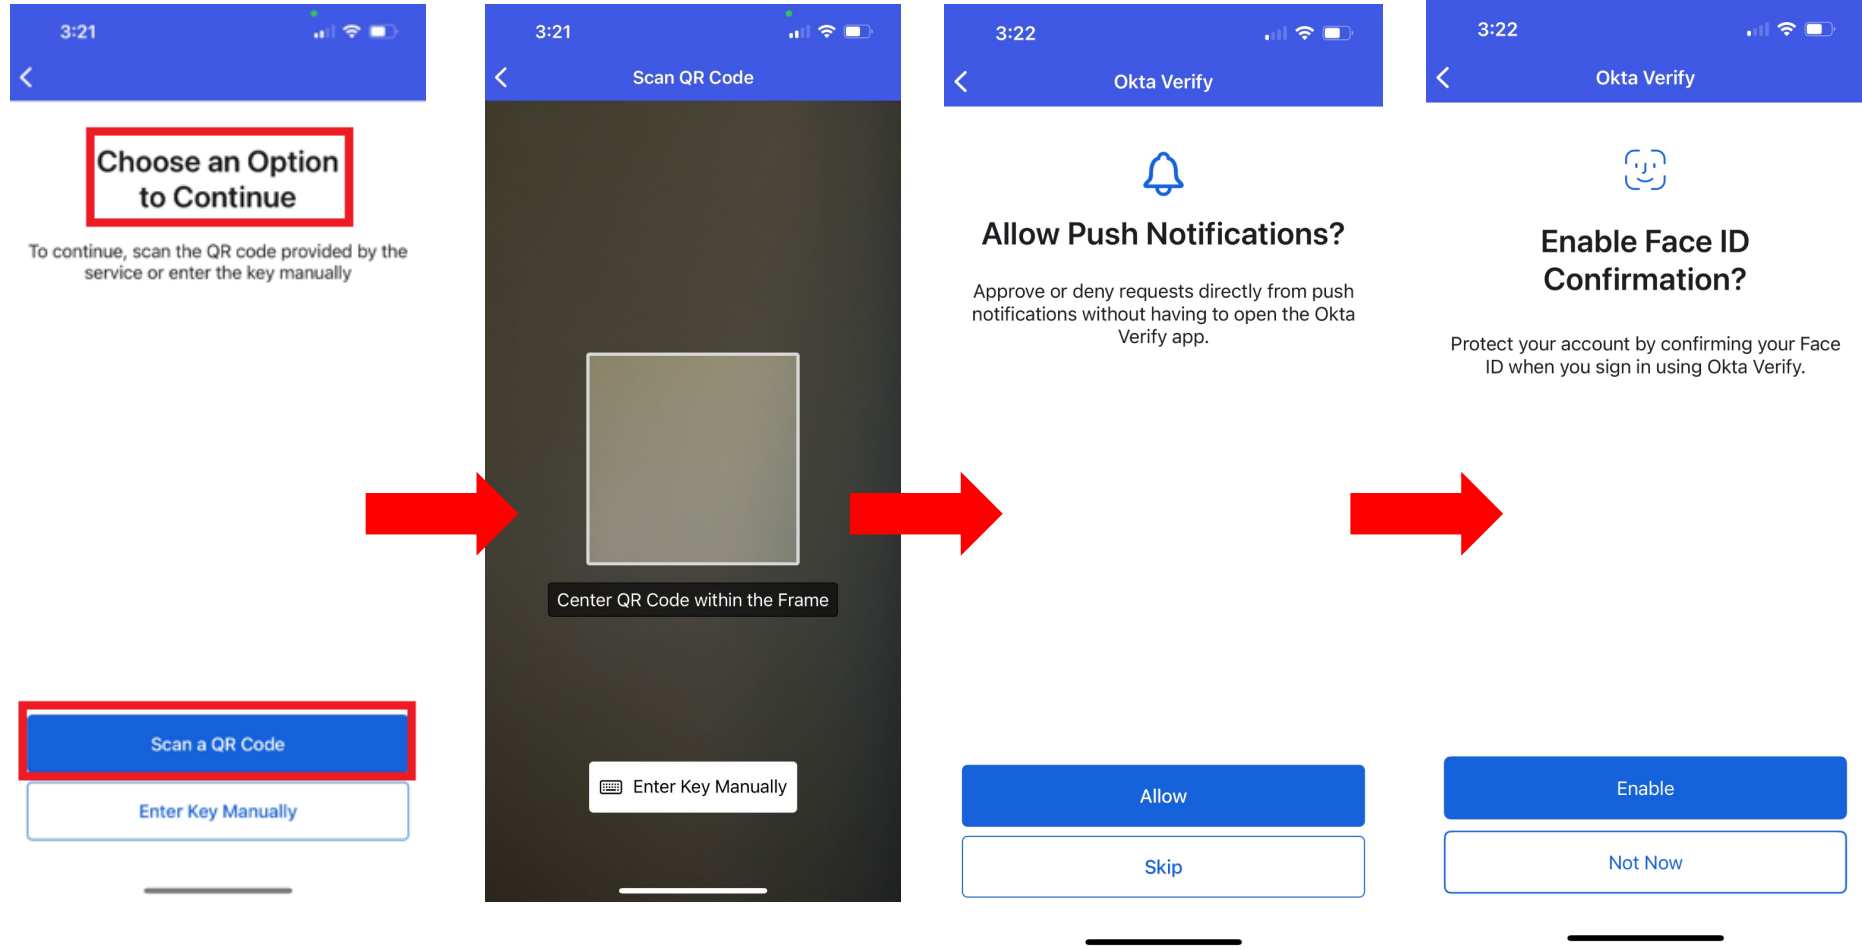 3:21
Choose an Option
to Continue
To continue, scan the QR code provided by the
service or enter the key manually
Scan a QR Code
Enter Key Manually
3:21
Scan QR Code
Center QR Code within the Frame
Enter Key Manually
3:22
Okta Verify
Allow Push Notifications?
Approve or deny requests directly from push
notifications without having to open the Okta
Verify app.
Allow
Skip
3:22
Okta Verify
Enable Face ID
Confirmation?
Protect your account by confirming your Face
ID when you sign in using Okta Verify.
Enable
Not Now